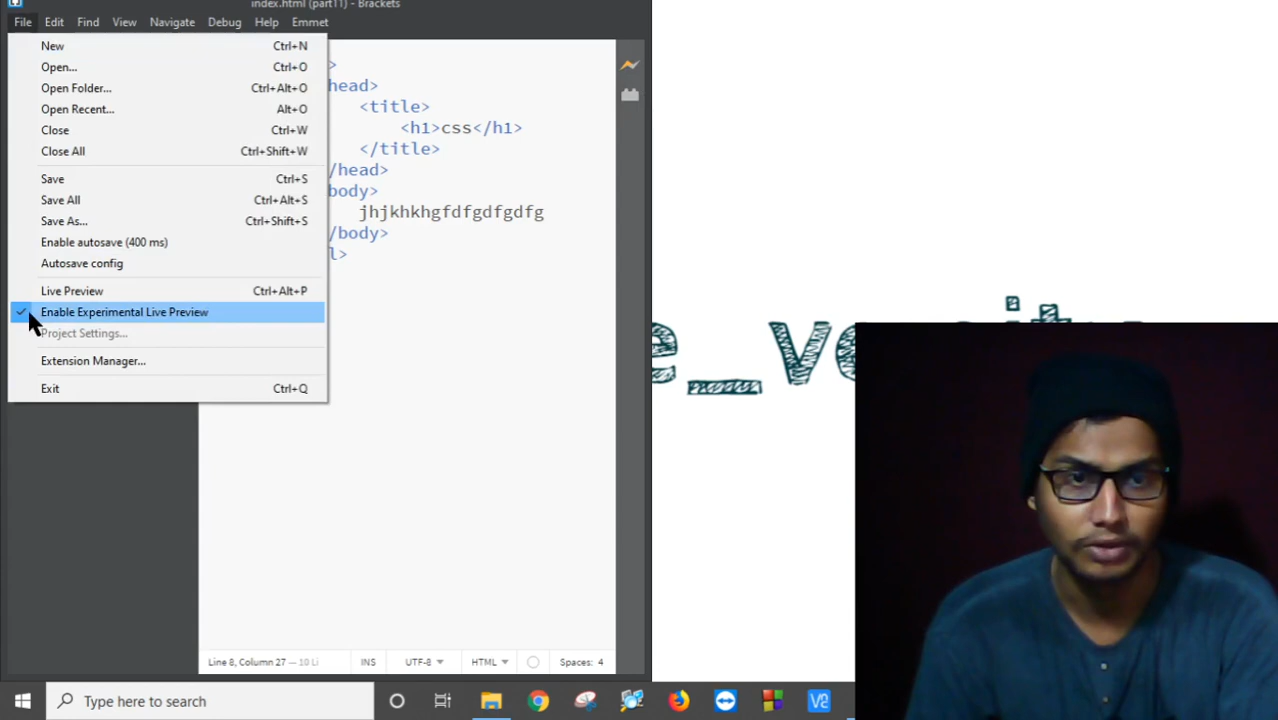 index.html (part11) - Brackets
File Edit Find View Navigate Debug Help Emmet
New Ctrl+N
Open... Ctrl+O
Open Folder... Ctrl+Alt+O
Open Recent... Alt+O
Close Ctrl+W
Close All Ctrl+Shift+W
Save Ctrl+S
Save All Ctrl+Alt+S
Save As... Ctrl+Shift+S
Enable autosave (400 ms)
Autosave config
Live Preview Ctrl+Alt+P
Enable Experimental Live Preview
Project Settings...
Extension Manager...
Exit Ctrl+Q
>
head>
<title>
<h1>css</h1>
</title>
/head>
body>
jhjkhkhgfdfgdfgdfg
/body>
l>
e_ve
Line 8, Column 27 — 10 Li INS UTF-8 HTML Spaces: 4
Type here to search